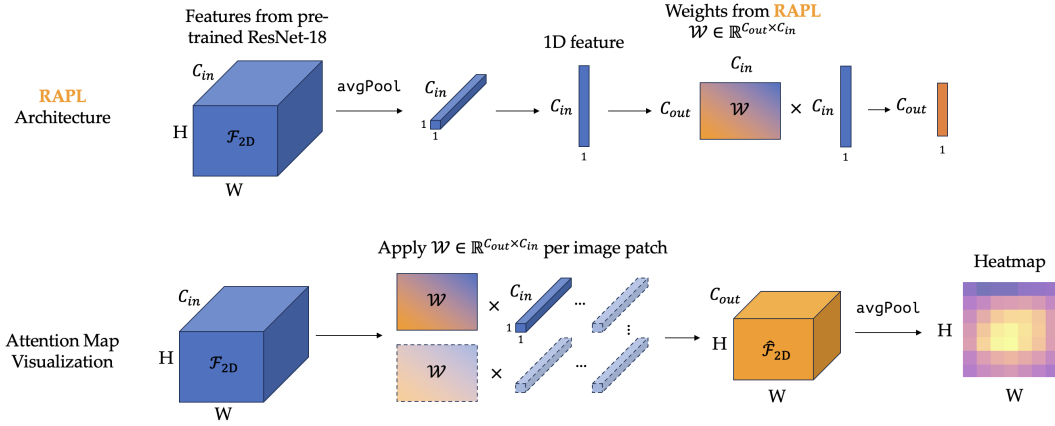 Features from pre-
trained ResNet-18
C_in
H
ℱ_2D
W
RAPL
Architecture
avgPool
C_in
1
1
1D feature
C_in
1
Weights from RAPL
𝒲 ∈ ℝ^{C_out×C_in}
C_in
C_out
𝒲
×
C_in
1
C_out
1
Attention Map
Visualization
C_in
H
ℱ_2D
W
Apply 𝒲 ∈ ℝ^{C_out×C_in} per image patch
𝒲
×
C_in
1
1
...
⋮
𝒲
×
...
C_out
H
ℱ̂_2D
W
avgPool
Heatmap
H
W